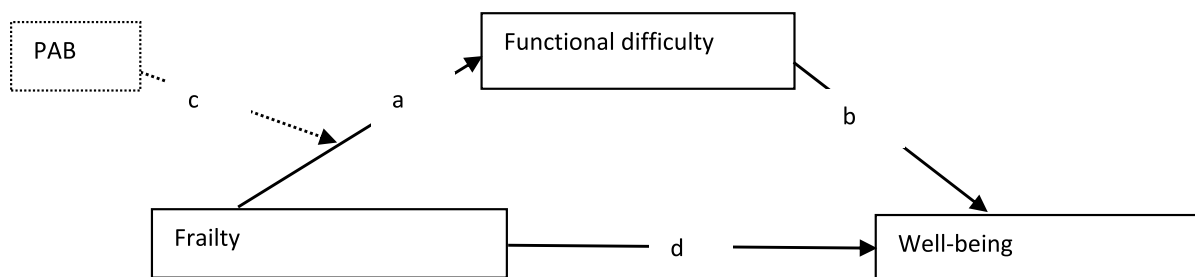 Functional difficulty
PAB
c
a
b
Frailty
d
Well-being